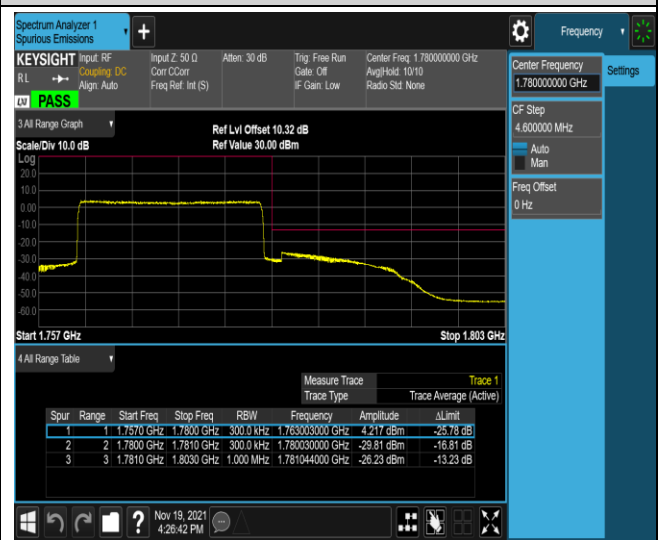 Spectrum Analyzer 1
Spurious Emissions
Frequency
KEYSIGHT Input: RF Input Z: 50 Ω Atten: 30 dB Trig: Free Run Center Freq: 1.780000000 GHz
RL Coupling: DC Corr CCorr Gate: Off Avg|Hold: 10/10
Align: Auto Freq Ref: Int (S) IF Gain: Low Radio Std: None
LXI PASS
Center Frequency
1.780000000 GHz
Settings
CF Step
4.600000 MHz
Auto
Man
Freq Offset
0 Hz
3 All Range Graph
Ref Lvl Offset 10.32 dB
Scale/Div 10.0 dB Ref Value 30.00 dBm
Log
20.0
10.0
0.00
-10.0
-20.0
-30.0
-40.0
-50.0
-60.0
Start 1.757 GHz Stop 1.803 GHz
4 All Range Table
Measure Trace Trace 1
Trace Type Trace Average (Active)
Spur Range Start Freq Stop Freq RBW Frequency Amplitude ΔLimit
1 1 1.7570 GHz 1.7800 GHz 300.0 kHz 1.763003000 GHz 4.217 dBm -25.78 dB
2 2 1.7800 GHz 1.7810 GHz 300.0 kHz 1.780030000 GHz -29.81 dBm -16.81 dB
3 3 1.7810 GHz 1.8030 GHz 1.000 MHz 1.781044000 GHz -26.23 dBm -13.23 dB
Nov 19, 2021
4:26:42 PM